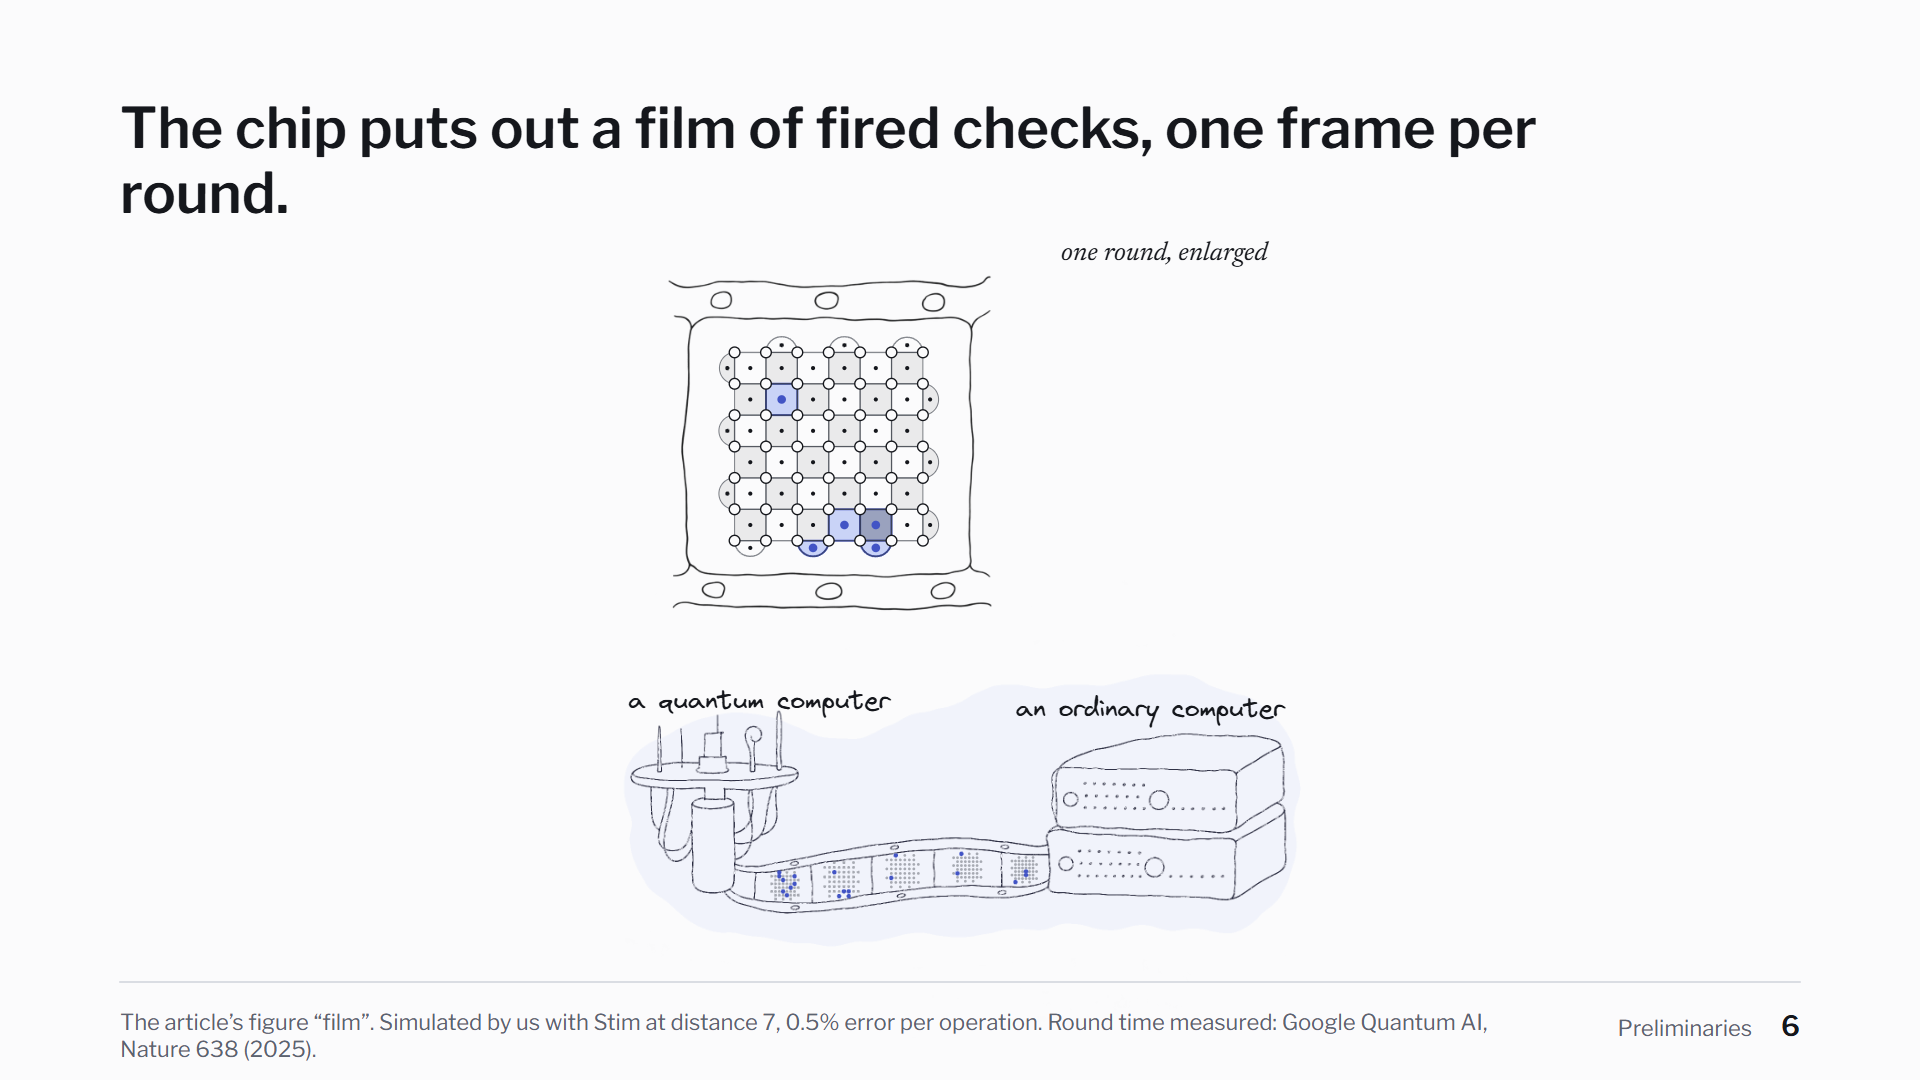 The chip puts out a film of fired checks, one frame per
round.
one round, enlarged
a quantum computer
an ordinary computer
The article’s figure “film”. Simulated by us with Stim at distance 7, 0.5% error per operation. Round time measured: Google Quantum AI,
Nature 638 (2025).
Preliminaries 6